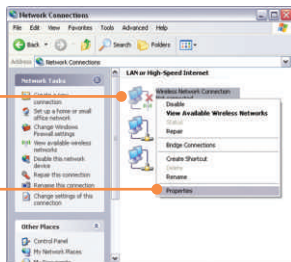 Network Connections
File Edit View Favorites Tools Advanced Help
Back Search Folders
Address Network Connections
Network Tasks
Create a new
connection
Set up a home or small
office network
Change Windows
Firewall settings
View available wireless
networks
Disable this network
device
Repair this connection
Rename this connection
Change settings of this
connection
Other Places
Control Panel
My Network Places
My Documents
LAN or High-Speed Internet
Wireless Network Connection
Not connected
Disable
View Available Wireless Networks
Status
Repair
Bridge Connections
Create Shortcut
Delete
Rename
Properties